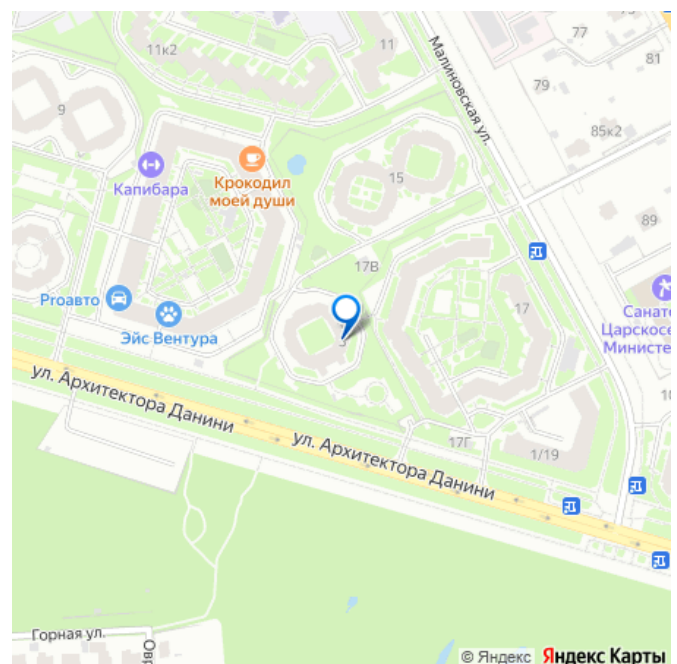 11к2
11
77
79
81
Малиновская ул.
9
85к2
Капибара
Крокодил
моей души
15
89
17В
Proавто
Эйс Вентура
3
17
Санат
Царскосе
Министе
ул. Архитектора Данини
ул. Архитектора Данини
17Г
1/19
Горная ул.
Овр
© Яндекс Яндекс Карты